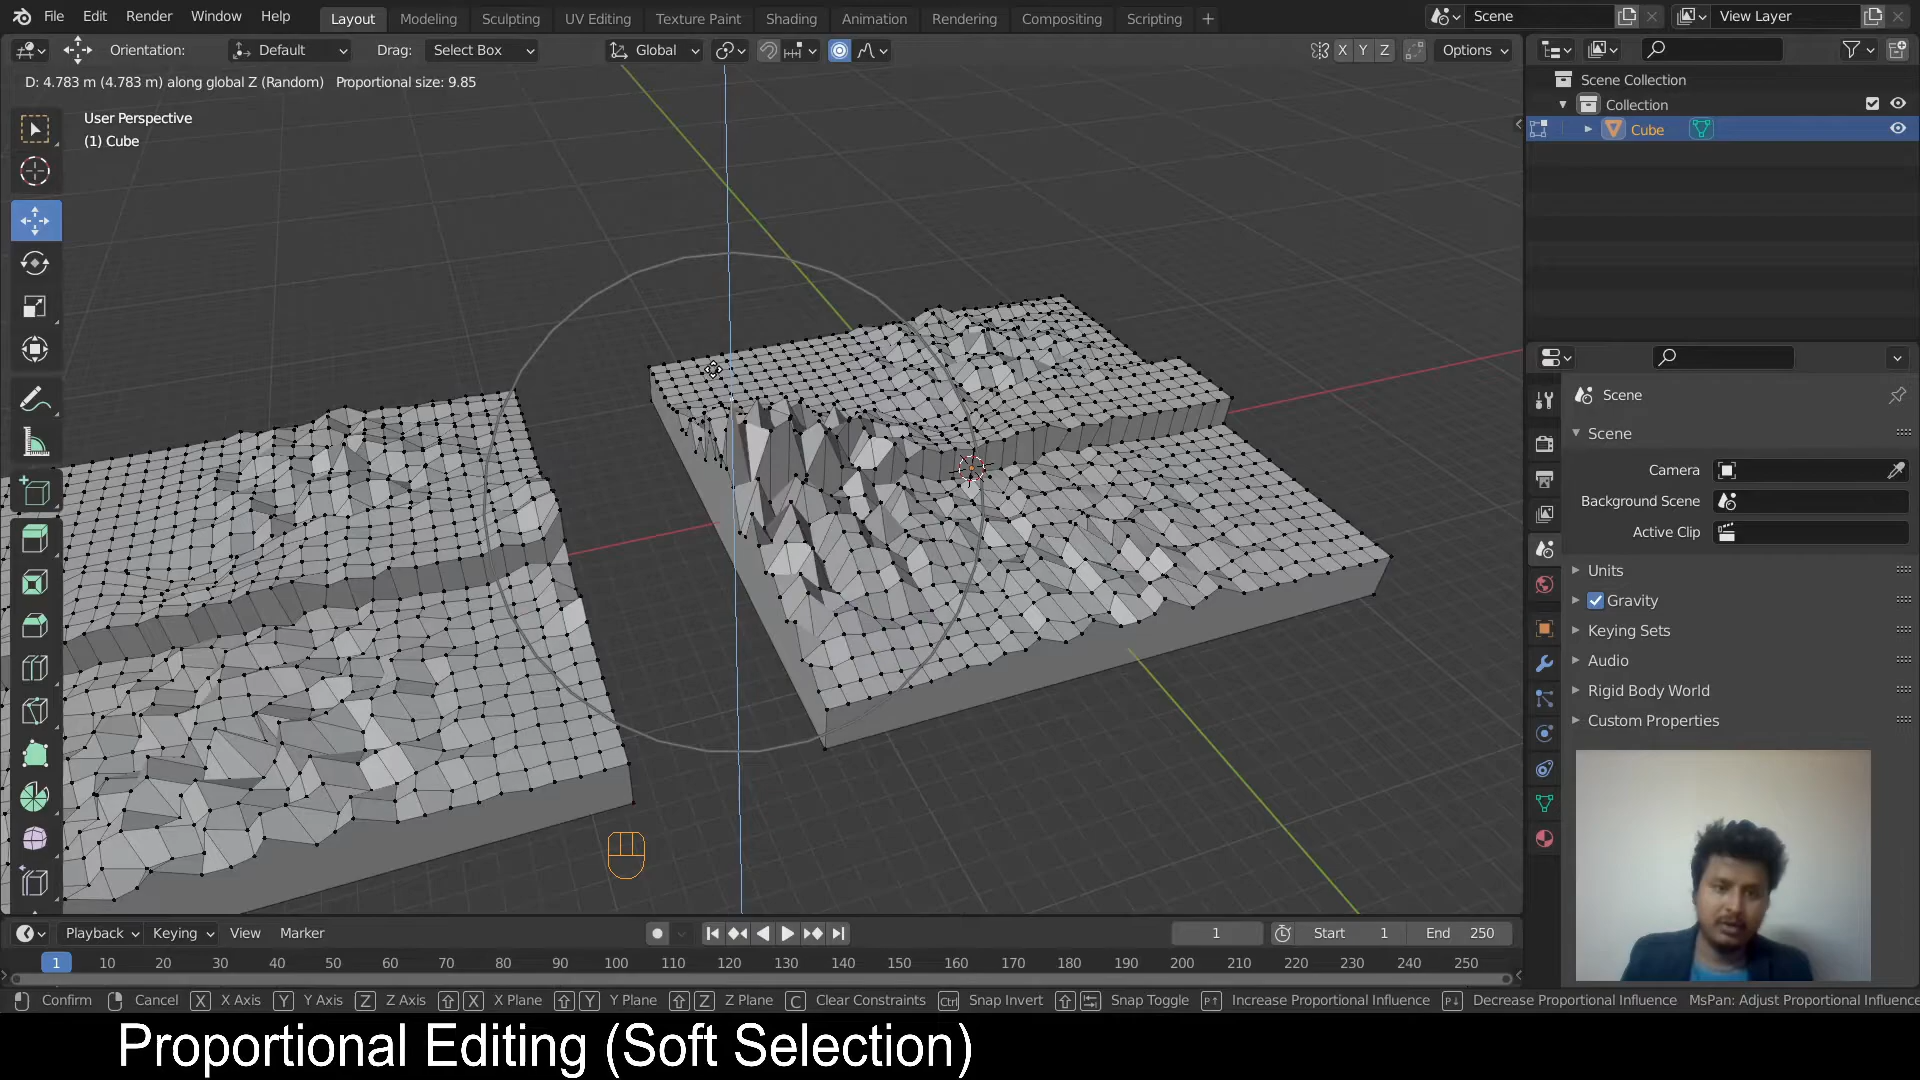 File Edit Render Window Help Layout Modeling Sculpting UV Editing Texture Paint Shading Animation Rendering Compositing Scripting + Scene View Layer
Orientation: Default Drag: Select Box Global X Y Z Options
D: 4.783 m (4.783 m) along global Z (Random) Proportional size: 9.85
User Perspective
(1) Cube
Scene Collection
Collection
Cube
Scene
Scene
Camera
Background Scene
Active Clip
Units
Gravity
Keying Sets
Audio
Rigid Body World
Custom Properties
Playback Keying View Marker 1 Start 1 End 250
1 10 20 30 40 50 60 70 80 90 100 110 120 130 140 150 160 170 180 190 200 210 220 230 240 250
Confirm Cancel X X Axis Y Y Axis Z Z Axis X X Plane Y Y Plane Z Z Plane C Clear Constraints Ctrl Snap Invert Snap Toggle P↑ Increase Proportional Influence P↓ Decrease Proportional Influence MsPan: Adjust Proportional Influence
Proportional Editing (Soft Selection)